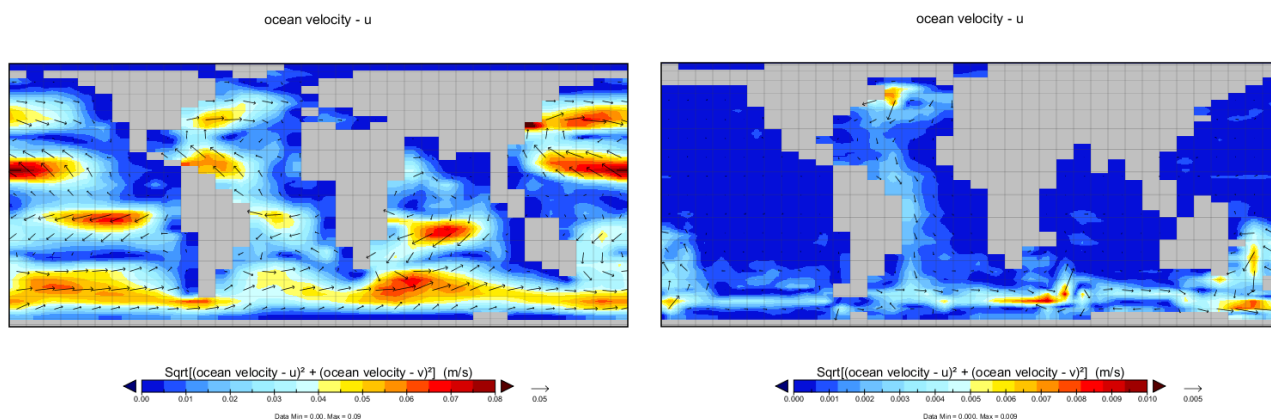 ocean velocity - u
Sqrt[(ocean velocity - u)² + (ocean velocity - v)²] (m/s)
0.00 0.01 0.02 0.03 0.04 0.05 0.06 0.07 0.08 0.05
Data Min = 0.00, Max = 0.09
ocean velocity - u
Sqrt[(ocean velocity - u)² + (ocean velocity - v)²] (m/s)
0.000 0.001 0.002 0.003 0.004 0.005 0.006 0.007 0.008 0.009 0.010 0.005
Data Min = 0.000, Max = 0.009